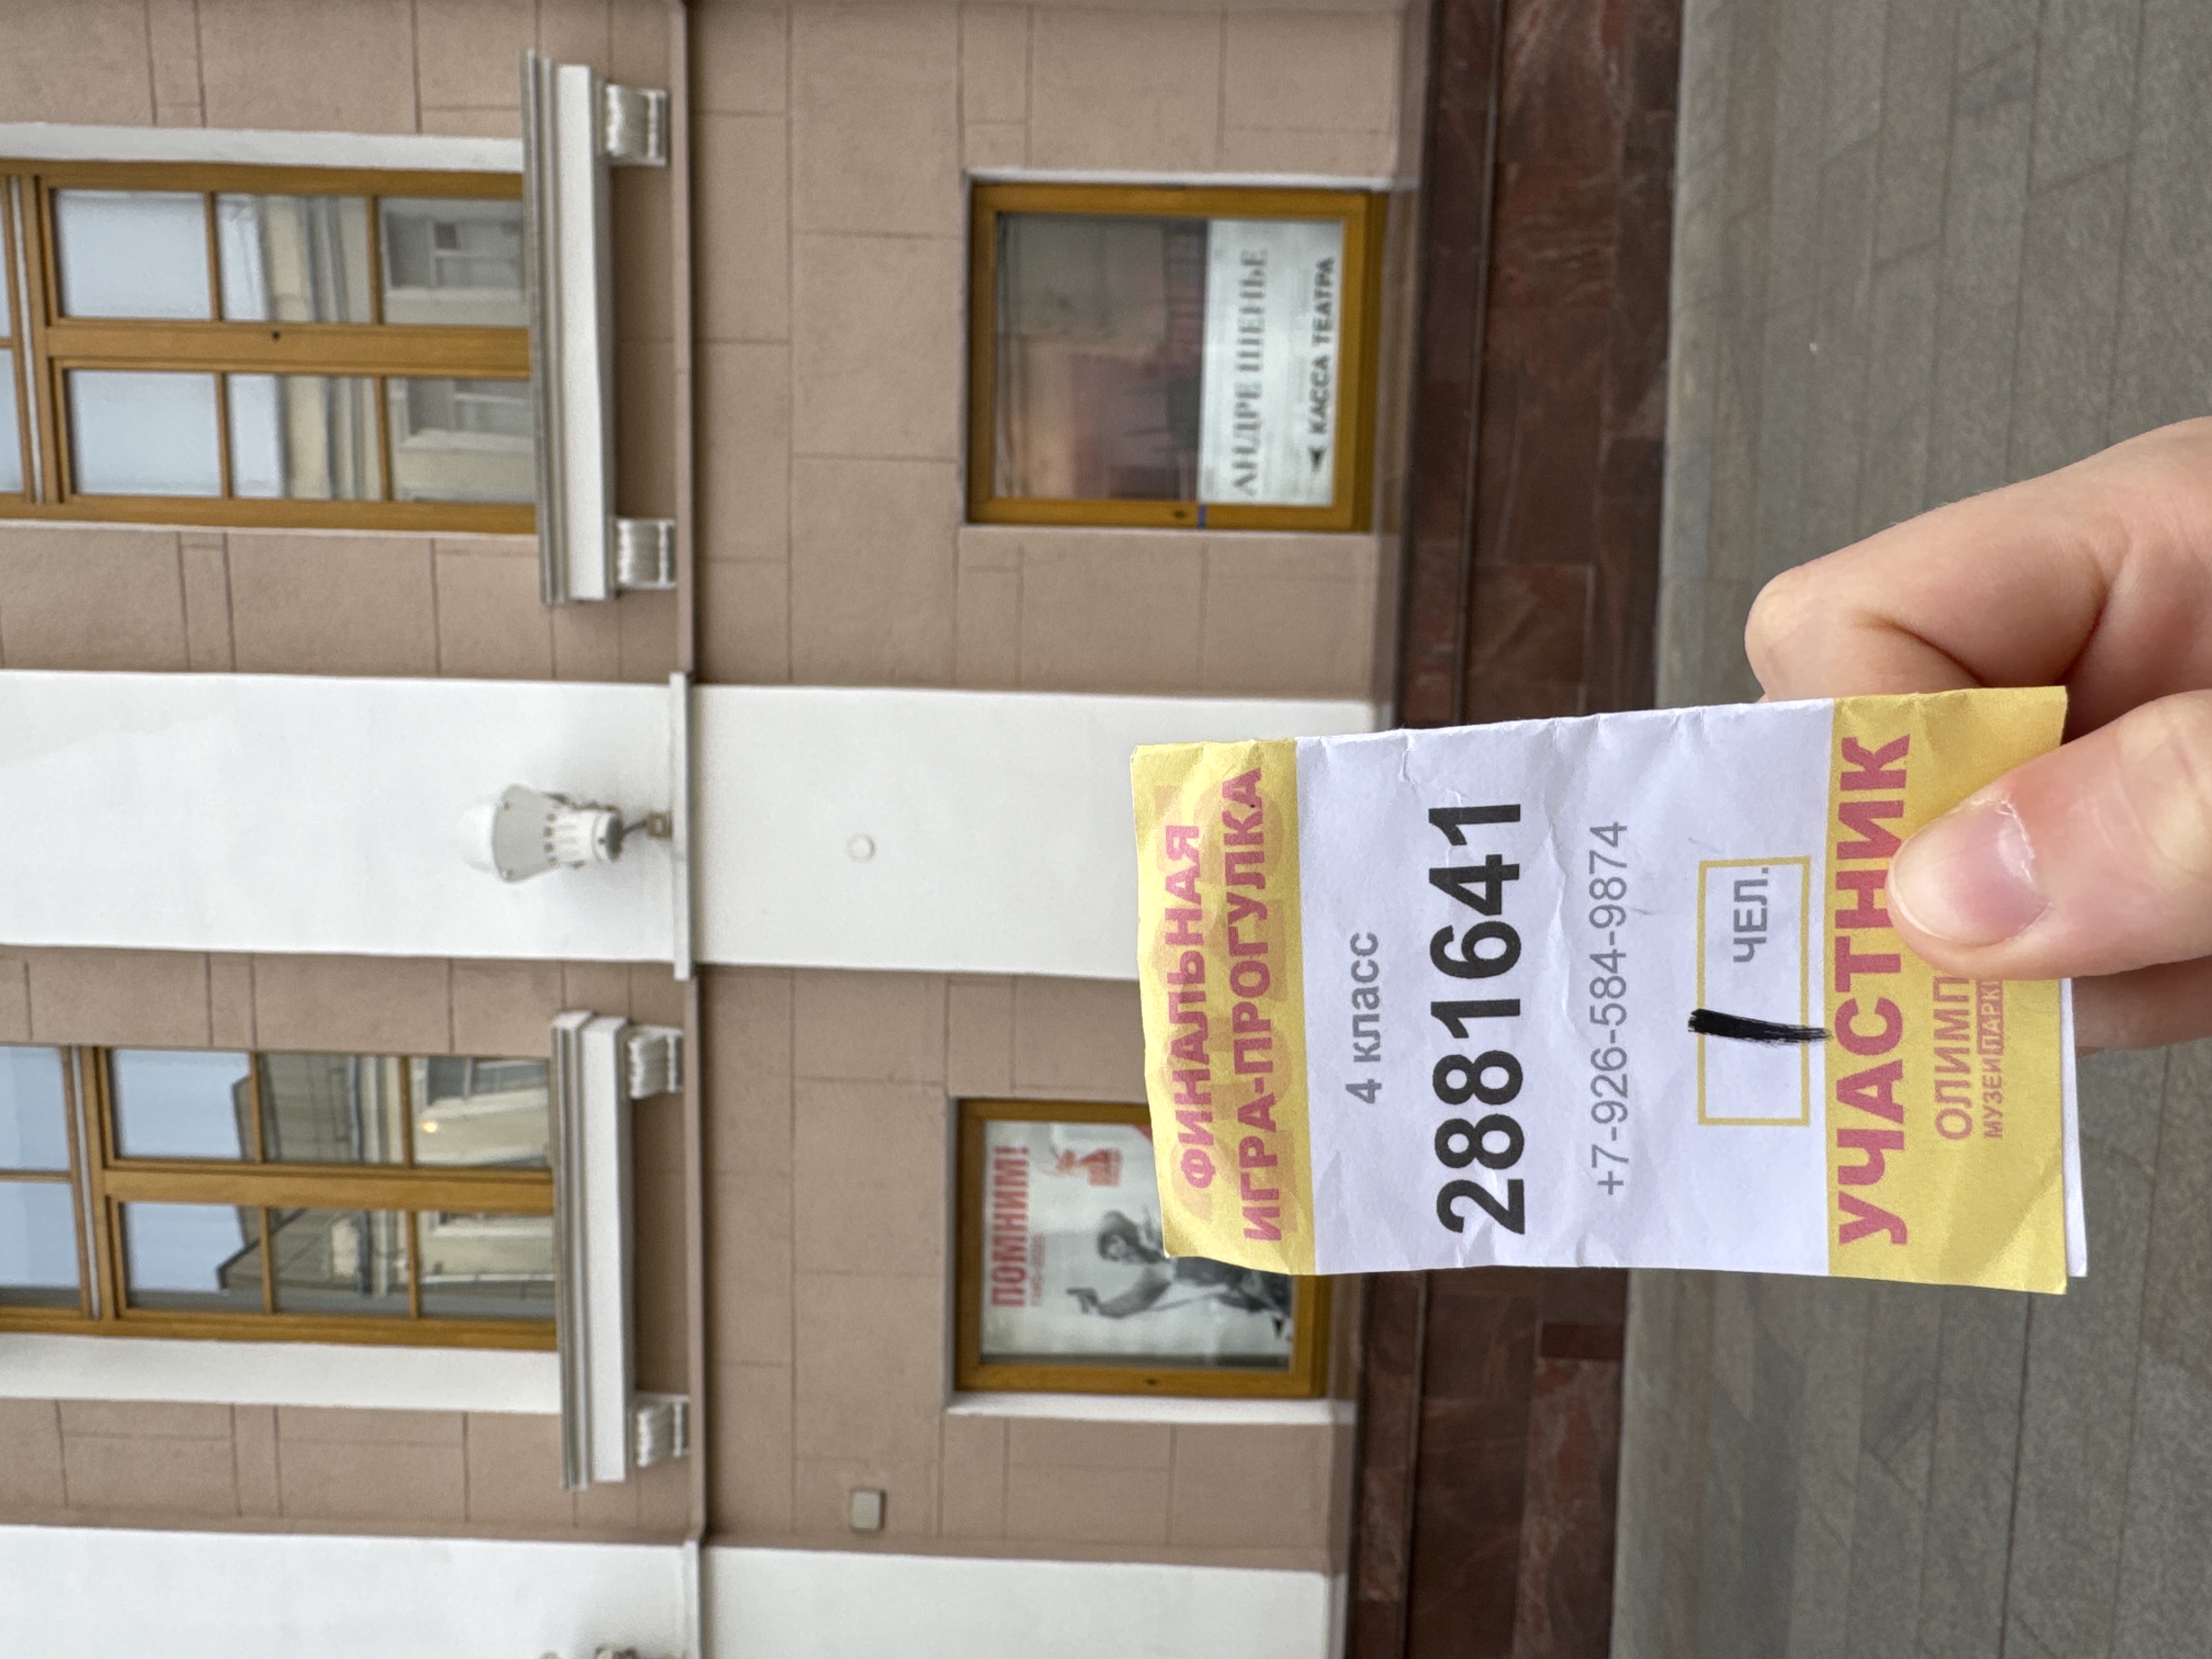 ФИНАЛЬНАЯ
ИГРА-ПРОГУЛКА
4 класс
2881641
+7-926-584-9874
1 ЧЕЛ.
УЧАСТНИК
ОЛИМП
МУЗЕИ ПАРКИ
АНДРЕ ШЕНЬЕ
КАССА ТЕАТРА
ПОМНИМ!